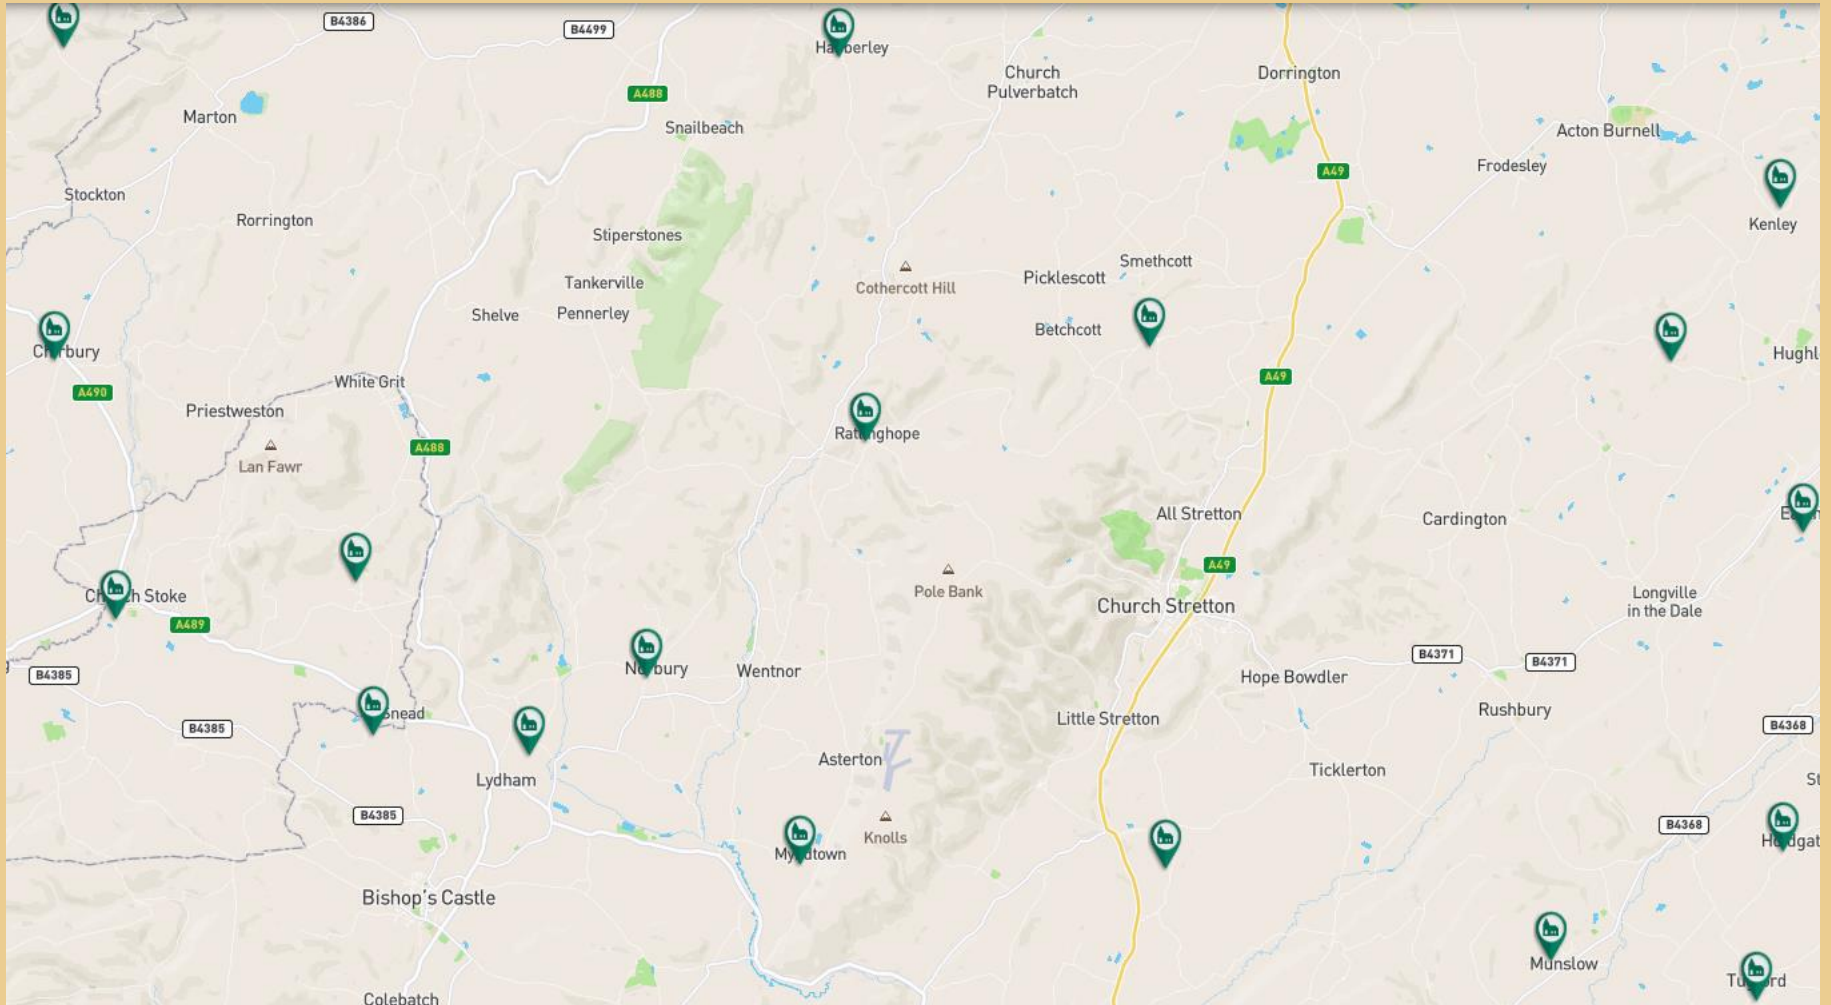 B4386
B4499
Church
Pulverbatch
Dorrington
A488
Marton
Snailbeach
Acton Burnell
Frodesley
A49
Stockton
Rorrington
Kenley
Stiperstones
Smethcott
Picklescott
Tankerville
Cothercott Hill
Shelve
Pennerley
Betchcott
A49
White Grit
A490
Priestweston
A488
Lan Fawr
All Stretton
Cardington
A49
Pole Bank
Longville
in the Dale
Stoke
Church Stretton
A489
B4371
B4371
B4385
Wentnor
Hope Bowdler
Snead
Rushbury
Little Stretton
B4368
B4385
Asterton
Ticklerton
Lydham
B4385
B4368
Knolls
Bishop's Castle
Munslow
Colebatch